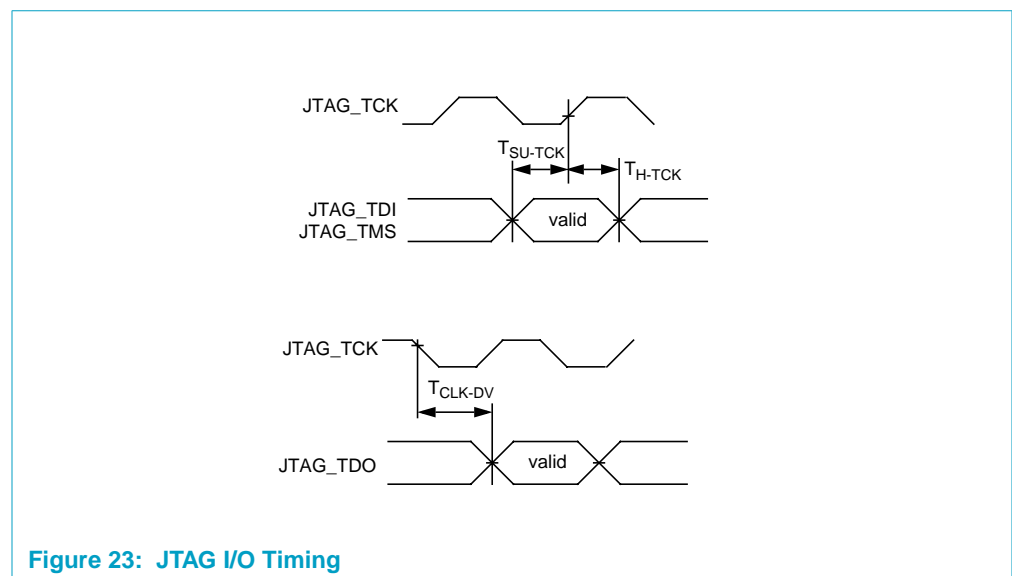 JTAG_TCK
TSU-TCK
TH-TCK
JTAG_TDI
valid
JTAG_TMS
JTAG_TCK
TCLK-DV
JTAG_TDO
valid
Figure 23: JTAG I/O Timing